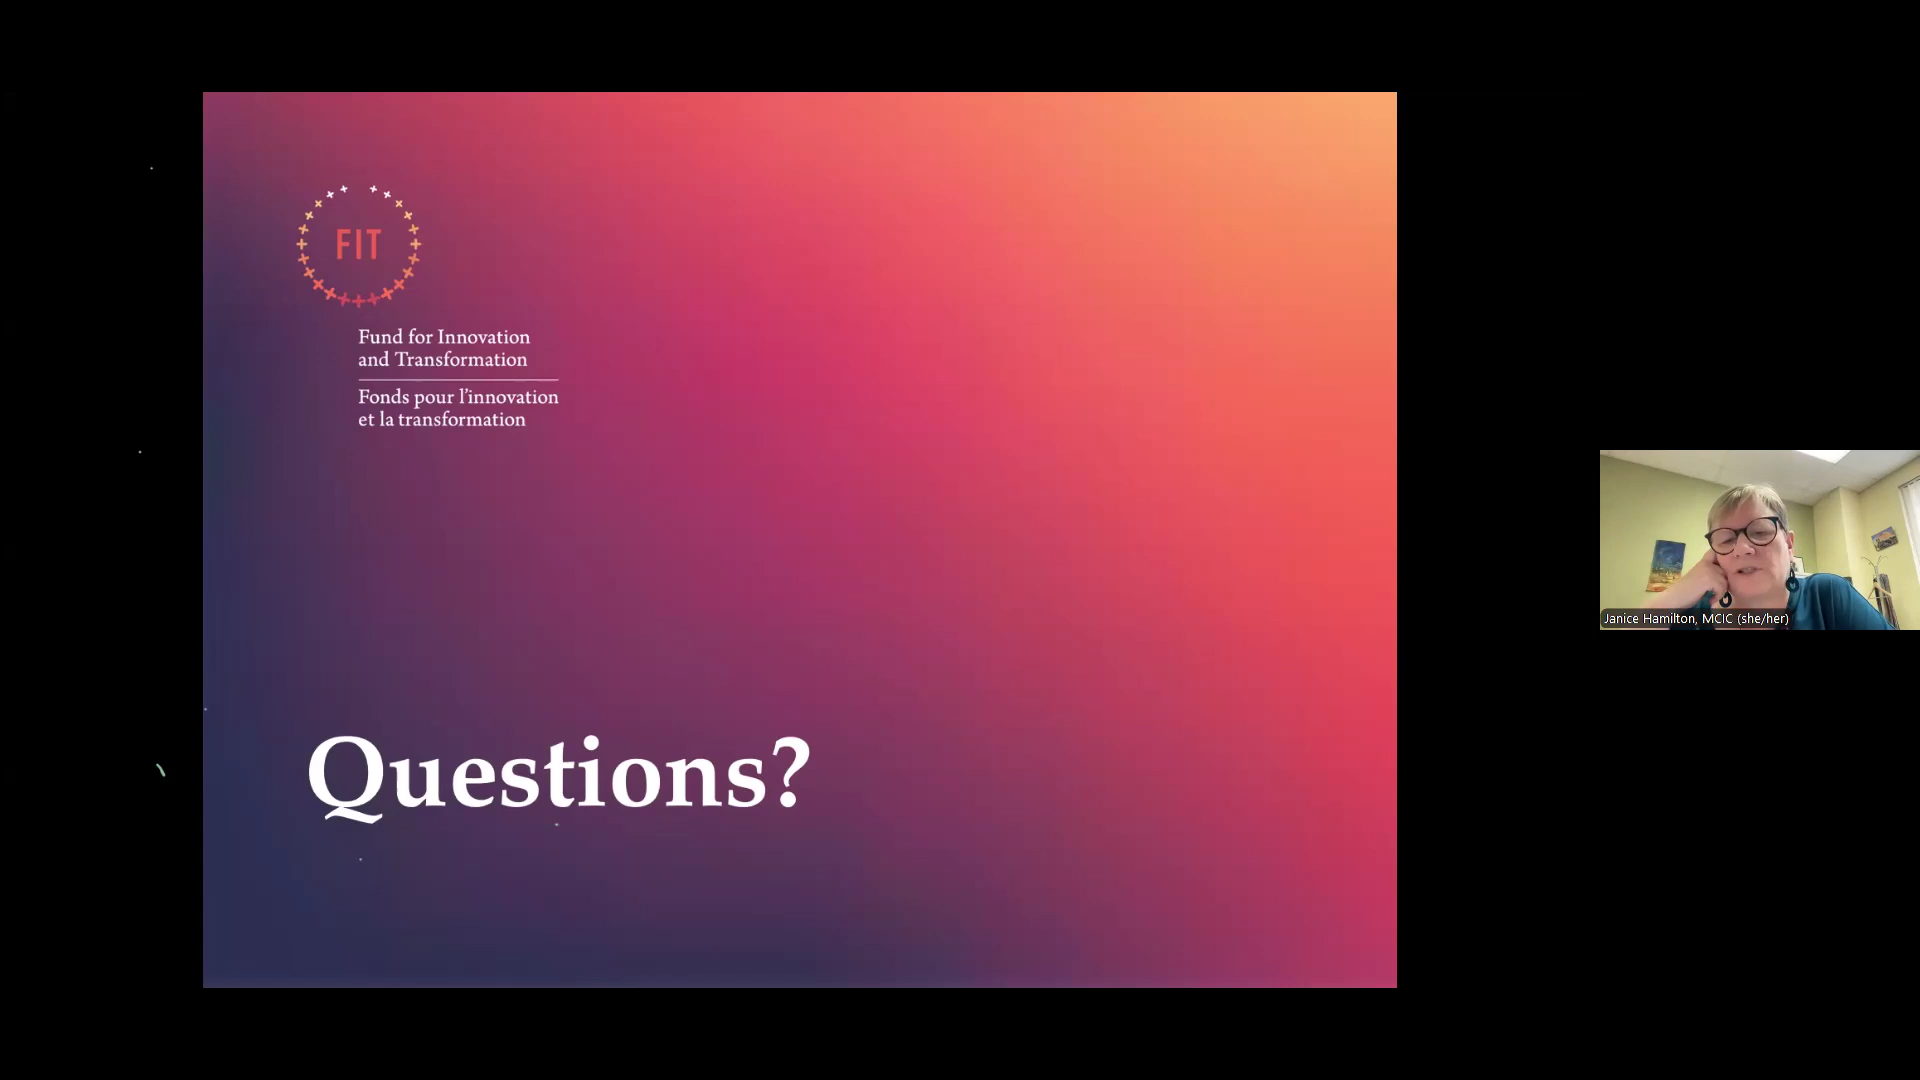 FIT
Fund for Innovation
and Transformation
Fonds pour l'innovation
et la transformation
Questions?
Janice Hamilton, MCIC (she/her)